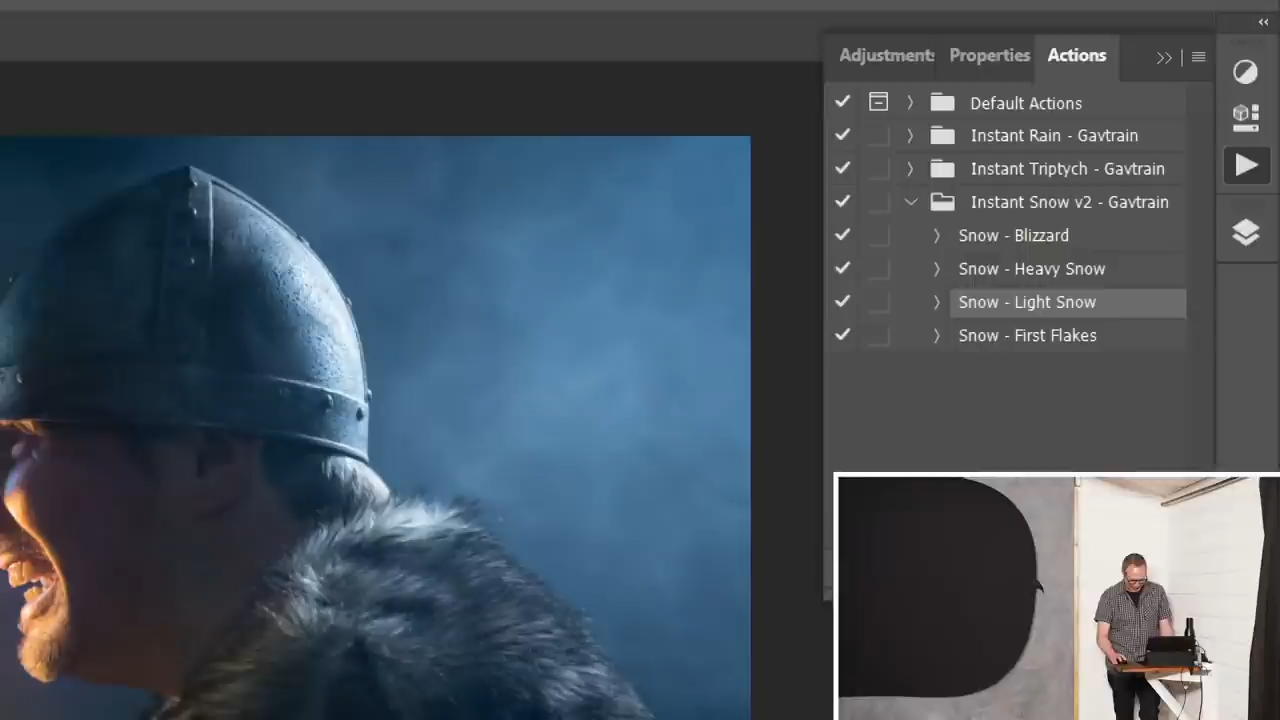 Adjustment: Properties Actions
Default Actions
Instant Rain - Gavtrain
Instant Triptych - Gavtrain
Instant Snow v2 - Gavtrain
Snow - Blizzard
Snow - Heavy Snow
Snow - Light Snow
Snow - First Flakes